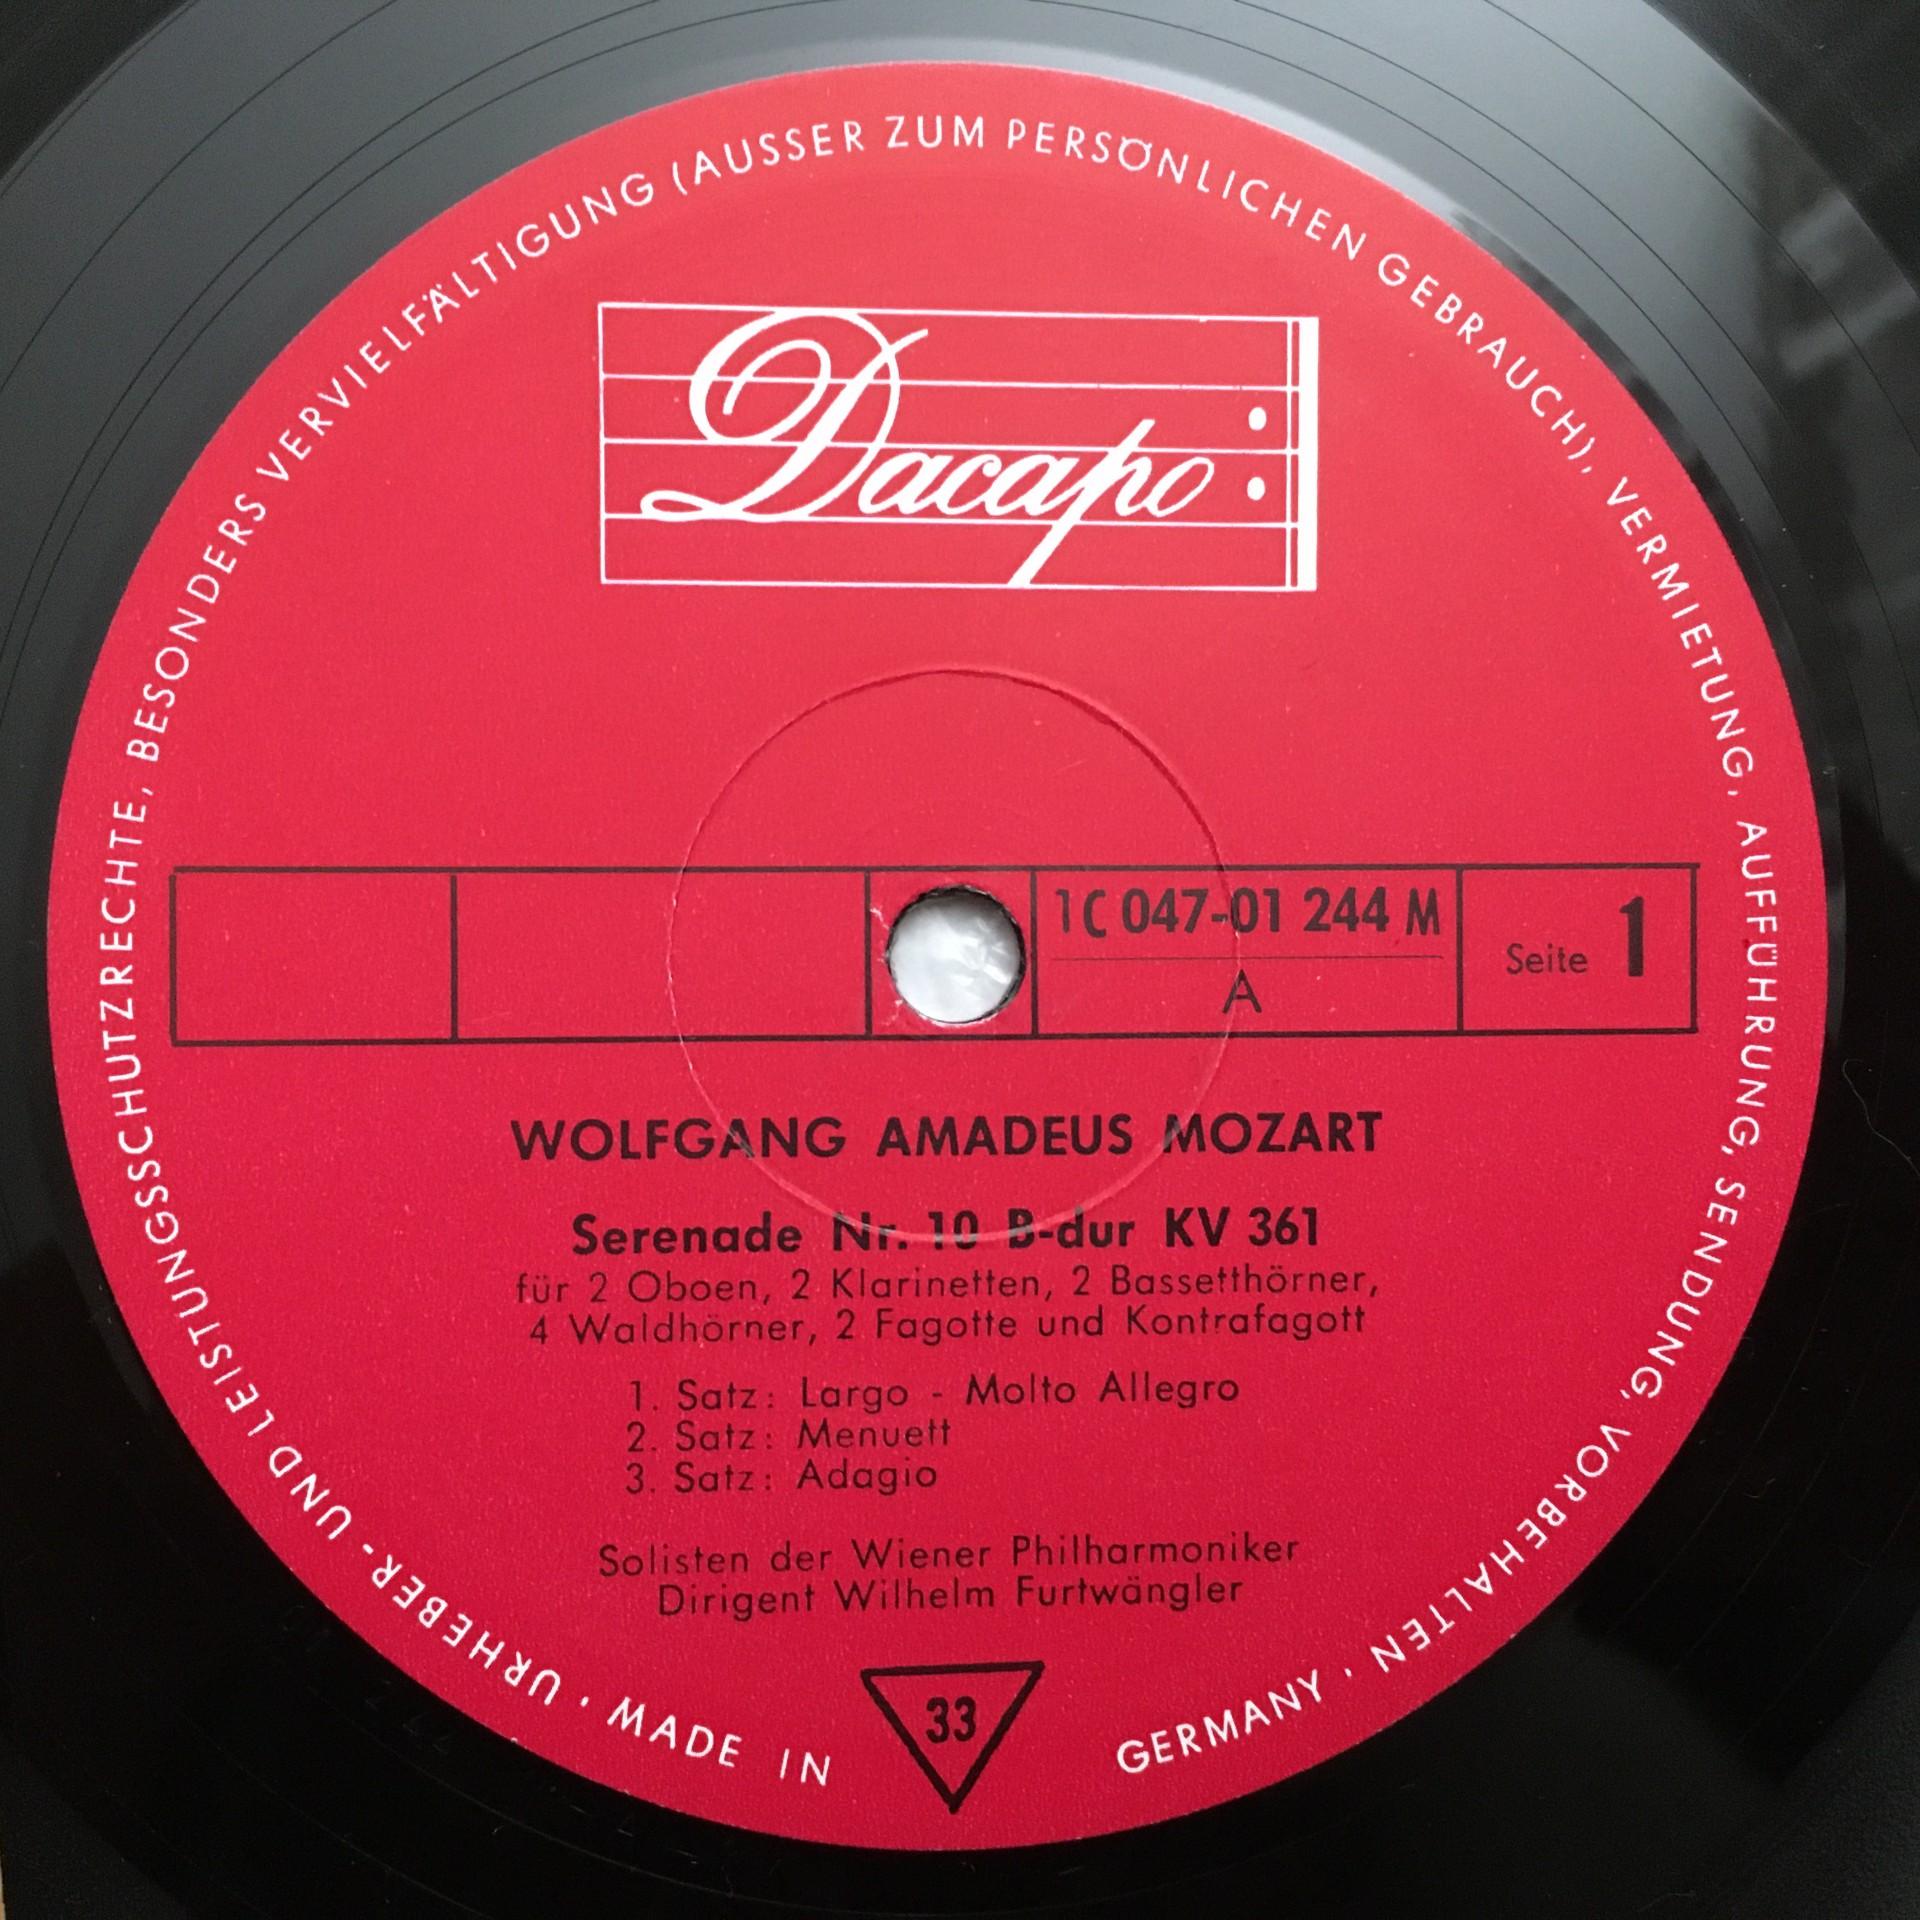 URHEBER- UND LEISTUNGSSCHUTZRECHTE, BESONDERS VERVIELFÄLTIGUNG (AUSSER ZUM PERSÖNLICHEN GEBRAUCH), VERMIETUNG, AUFFÜHRUNG, SENDUNG, VORBEHALTEN ·
Dacapo
1C 047-01 244 M
A
Seite 1
WOLFGANG AMADEUS MOZART
Serenade Nr. 10 B-dur KV 361
für 2 Oboen, 2 Klarinetten, 2 Bassetthörner,
4 Waldhörner, 2 Fagotte und Kontrafagott
1. Satz: Largo - Molto Allegro
2. Satz: Menuett
3. Satz: Adagio
Solisten der Wiener Philharmoniker
Dirigent Wilhelm Furtwängler
33
· MADE IN GERMANY